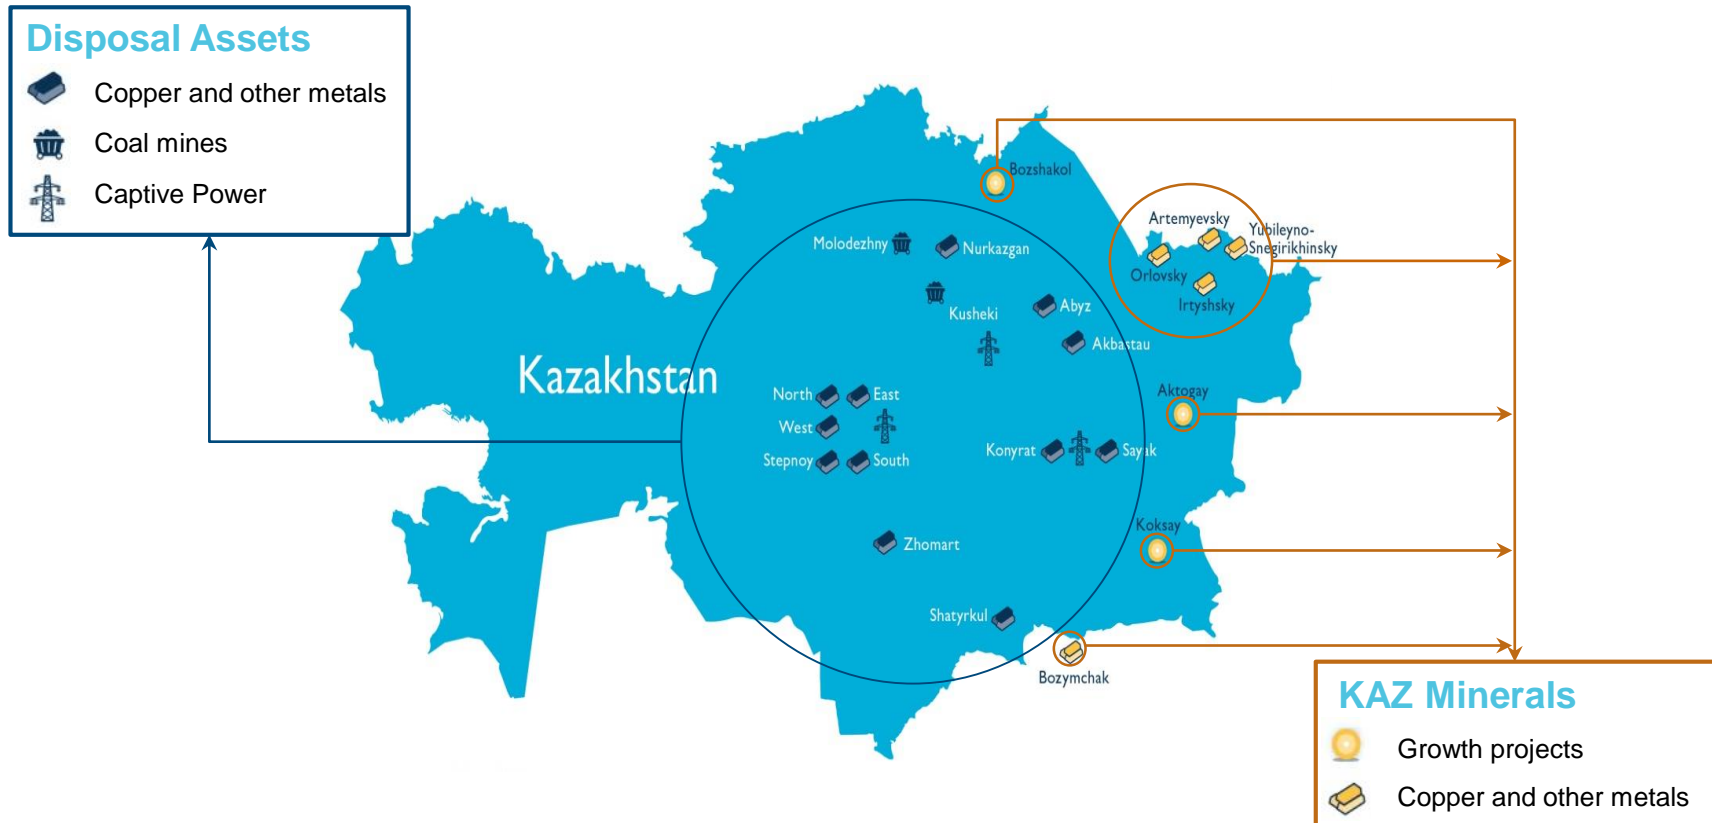 Disposal Assets
Copper and other metals
Coal mines
Captive Power
Bozshakol
Artemyevsky
Yubileyno-
Snegirikhinsky
Orlovsky
Irtyshsky
Molodezhny
Nurkazgan
Kusheki
Abyz
Akbastau
Kazakhstan
North
East
West
Stepnoy
South
Aktogay
Konyrat
Sayak
Koksay
Zhomart
Shatyrkul
Bozymchak
KAZ Minerals
Growth projects
Copper and other metals